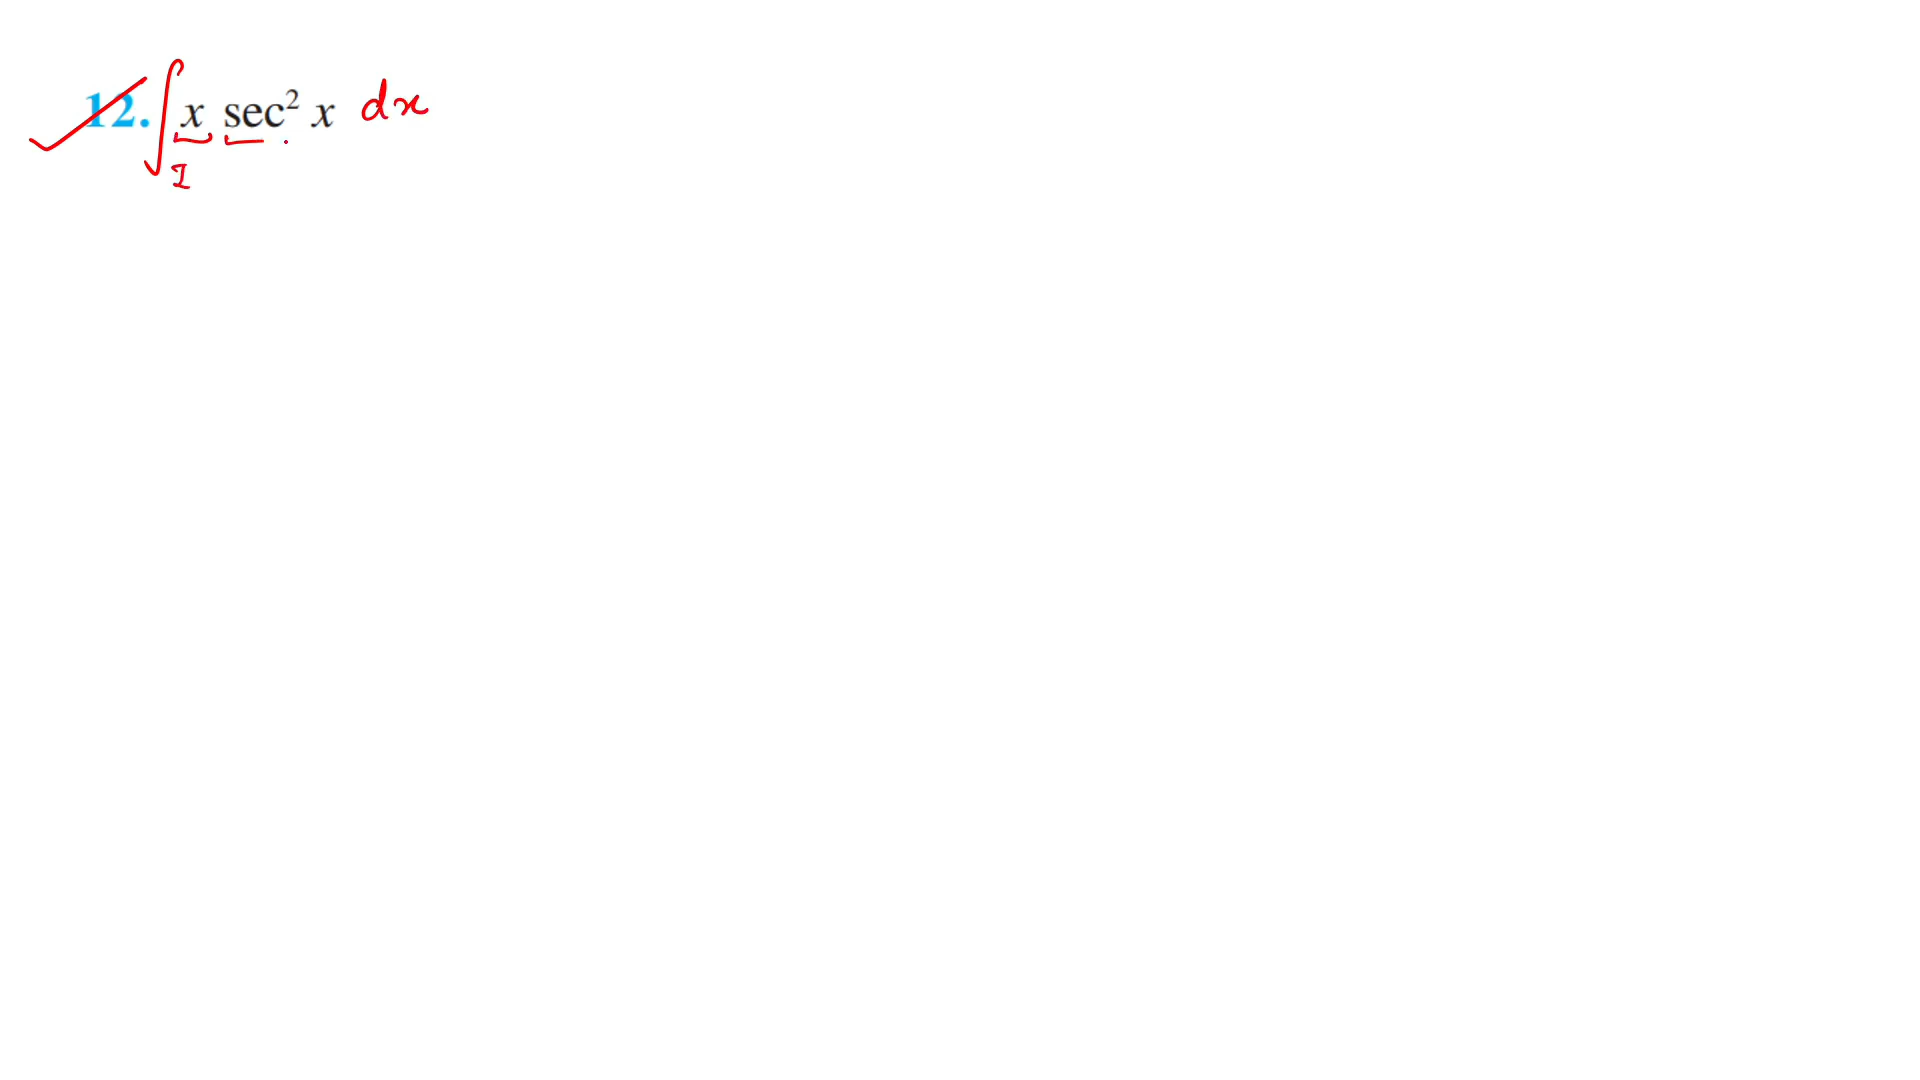 12. ∫ x sec² x dx
I